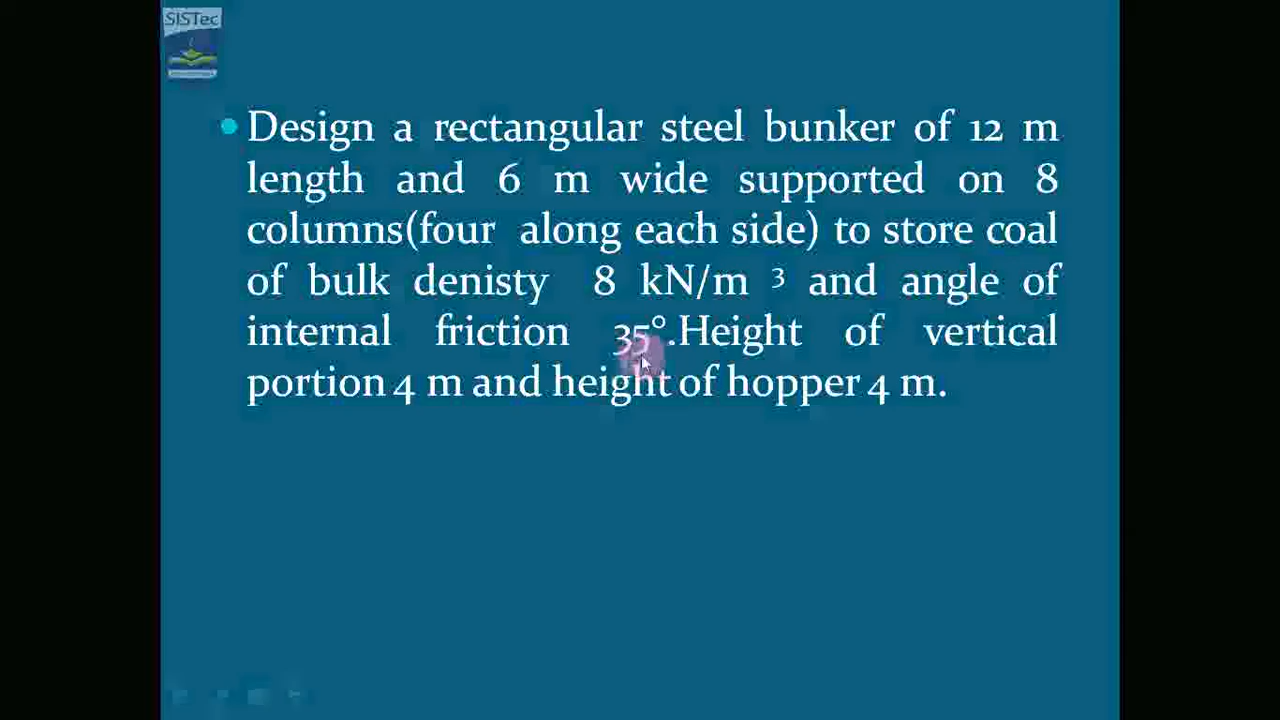 SISTec
Design a rectangular steel bunker of 12 m
length and 6 m wide supported on 8
columns(four along each side) to store coal
of bulk denisty 8 kN/m ³ and angle of
internal friction 35°.Height of vertical
portion 4 m and height of hopper 4 m.